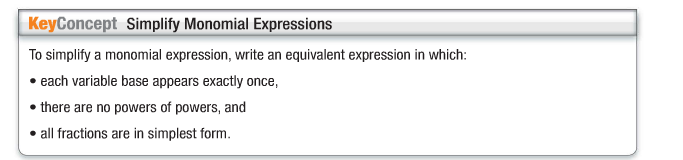 KeyConcept Simplify Monomial Expressions
To simplify a monomial expression, write an equivalent expression in which:
• each variable base appears exactly once,
• there are no powers of powers, and
• all fractions are in simplest form.